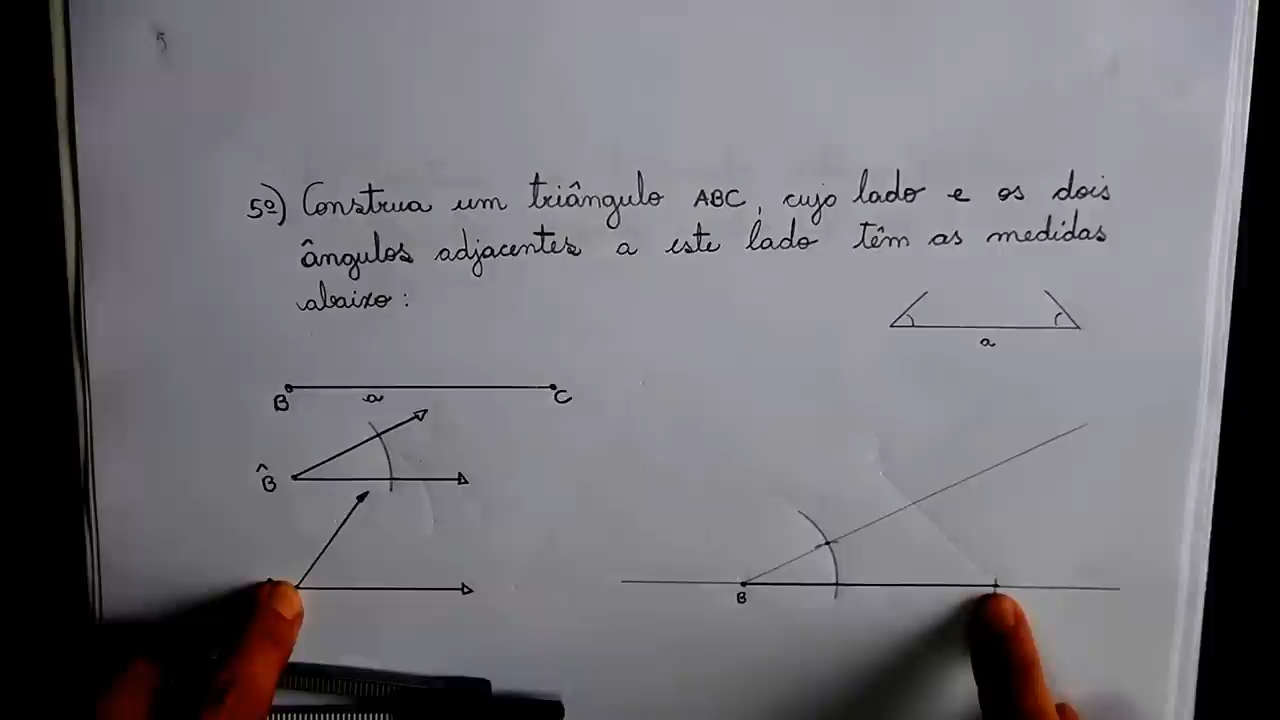 5º) Construa um triângulo ABC, cujo lado e os dois
ângulos adjacentes a este lado têm as medidas
abaixo:
a
B a C
B̂
B